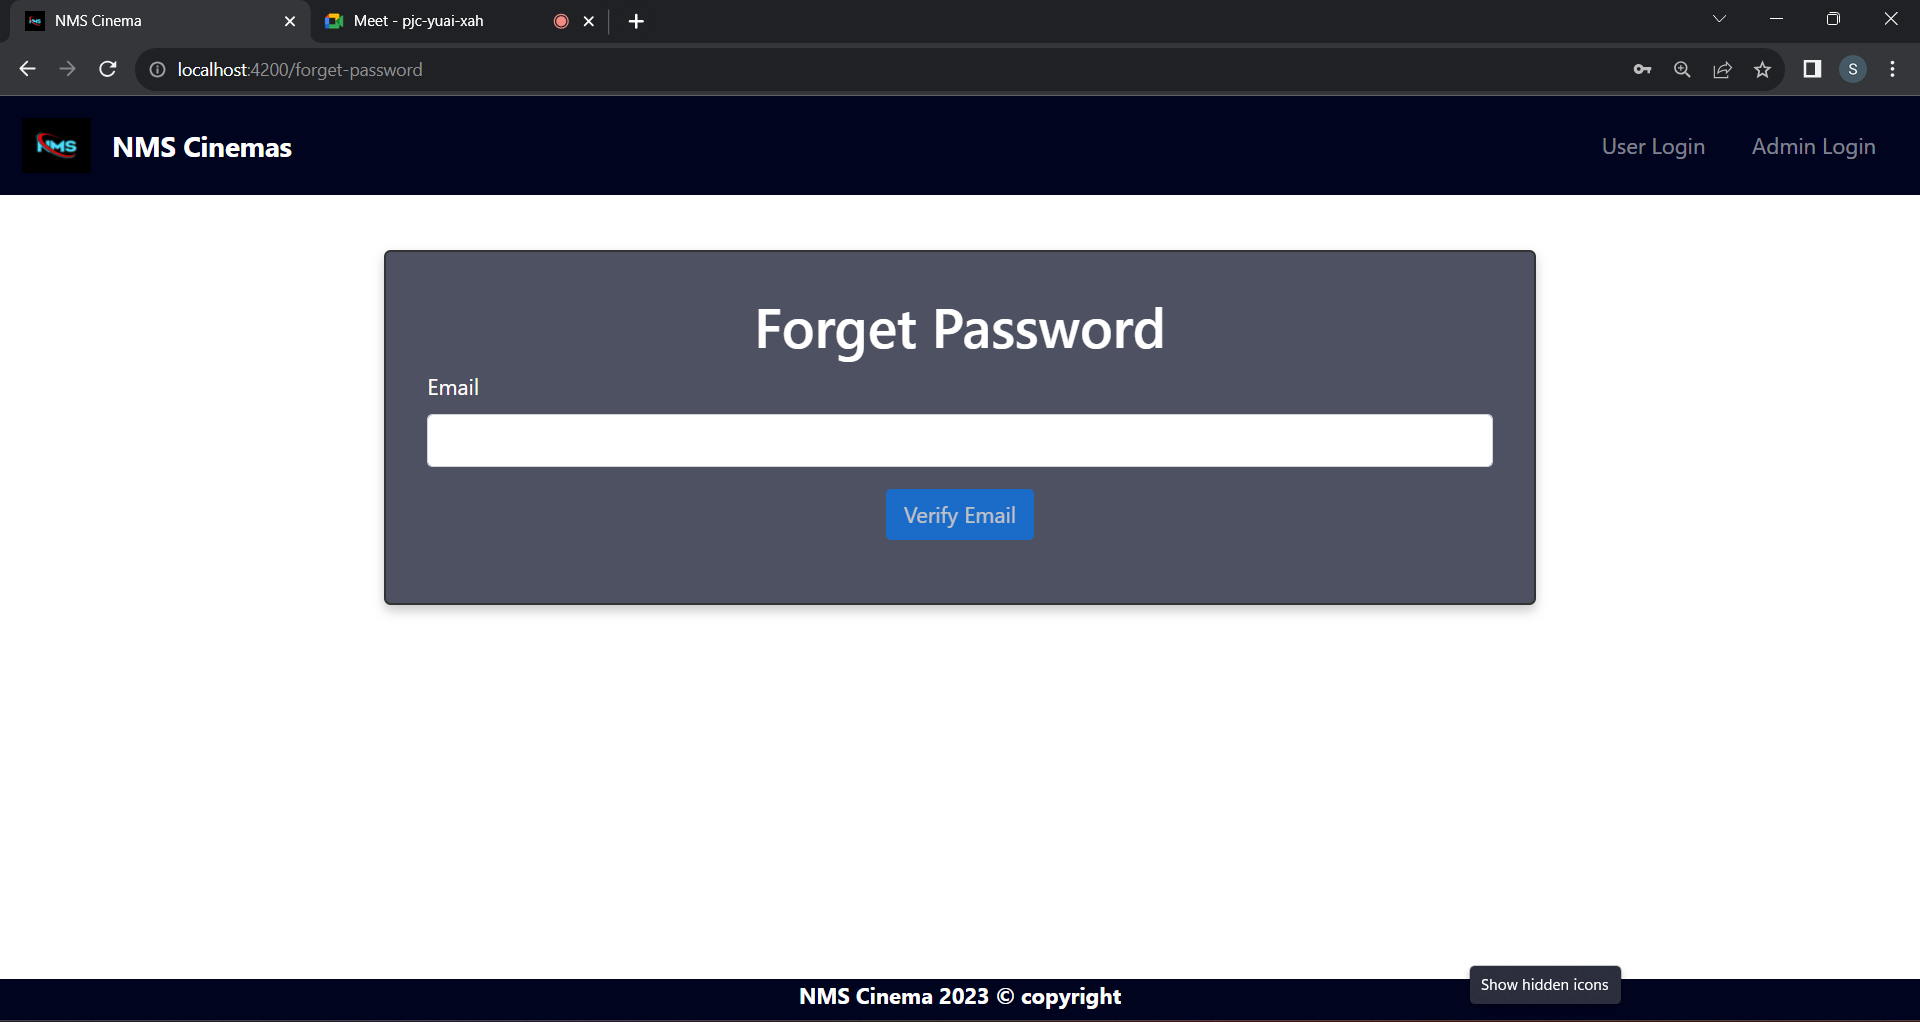 NMS Cinema
Meet - pjc-yuai-xah
localhost:4200/forget-password
S
NMS
NMS Cinemas
User Login
Admin Login
Forget Password
Email
Verify Email
NMS Cinema 2023 © copyright
Show hidden icons